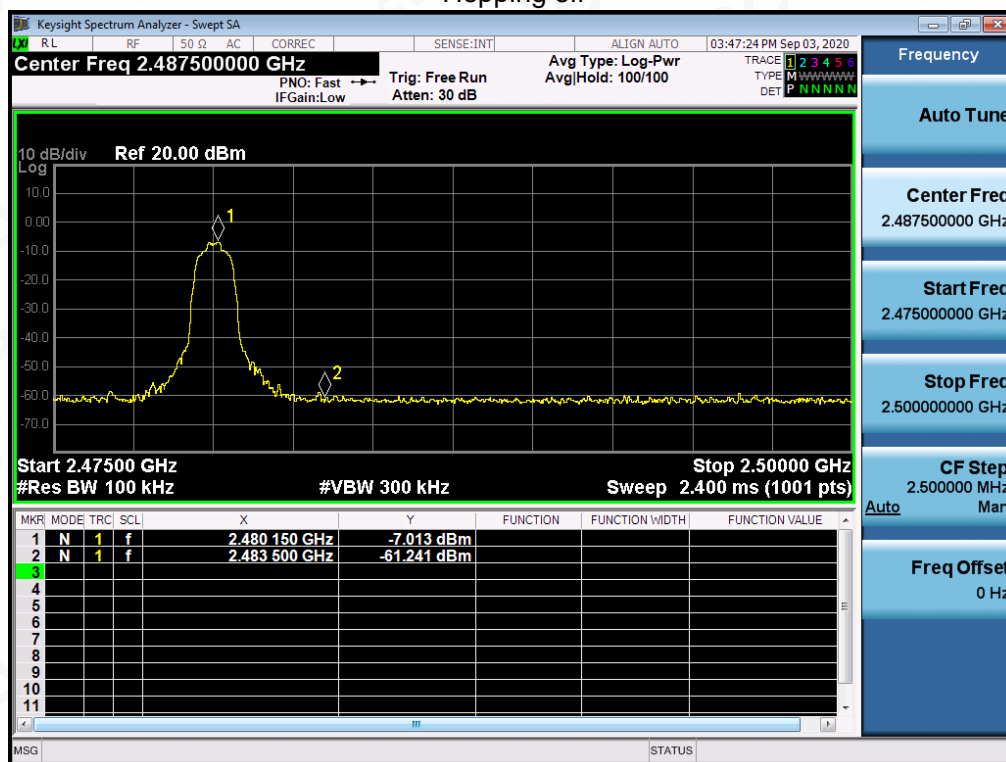 Hopping off
Keysight Spectrum Analyzer - Swept SA
LXI RL RF 50 Ω AC CORREC SENSE:INT ALIGN AUTO 03:47:24 PM Sep 03, 2020
Center Freq 2.487500000 GHz
PNO: Fast
IFGain:Low
Trig: Free Run
Atten: 30 dB
Avg Type: Log-Pwr
Avg|Hold: 100/100
TRACE 1 2 3 4 5 6
TYPE M WWWWW
DET P N N N N N
10 dB/div Ref 20.00 dBm
Log
10.0
0.00
-10.0
-20.0
-30.0
-40.0
-50.0
-60.0
-70.0
1
2
Start 2.47500 GHz Stop 2.50000 GHz
#Res BW 100 kHz #VBW 300 kHz Sweep 2.400 ms (1001 pts)
MKR MODE TRC SCL X Y FUNCTION FUNCTION WIDTH FUNCTION VALUE
1 N 1 f 2.480 150 GHz -7.013 dBm
2 N 1 f 2.483 500 GHz -61.241 dBm
3
4
5
6
7
8
9
10
11
MSG STATUS
Frequency
Auto Tune
Center Freq
2.487500000 GHz
Start Freq
2.475000000 GHz
Stop Freq
2.500000000 GHz
CF Step
2.500000 MHz
Auto Man
Freq Offset
0 Hz